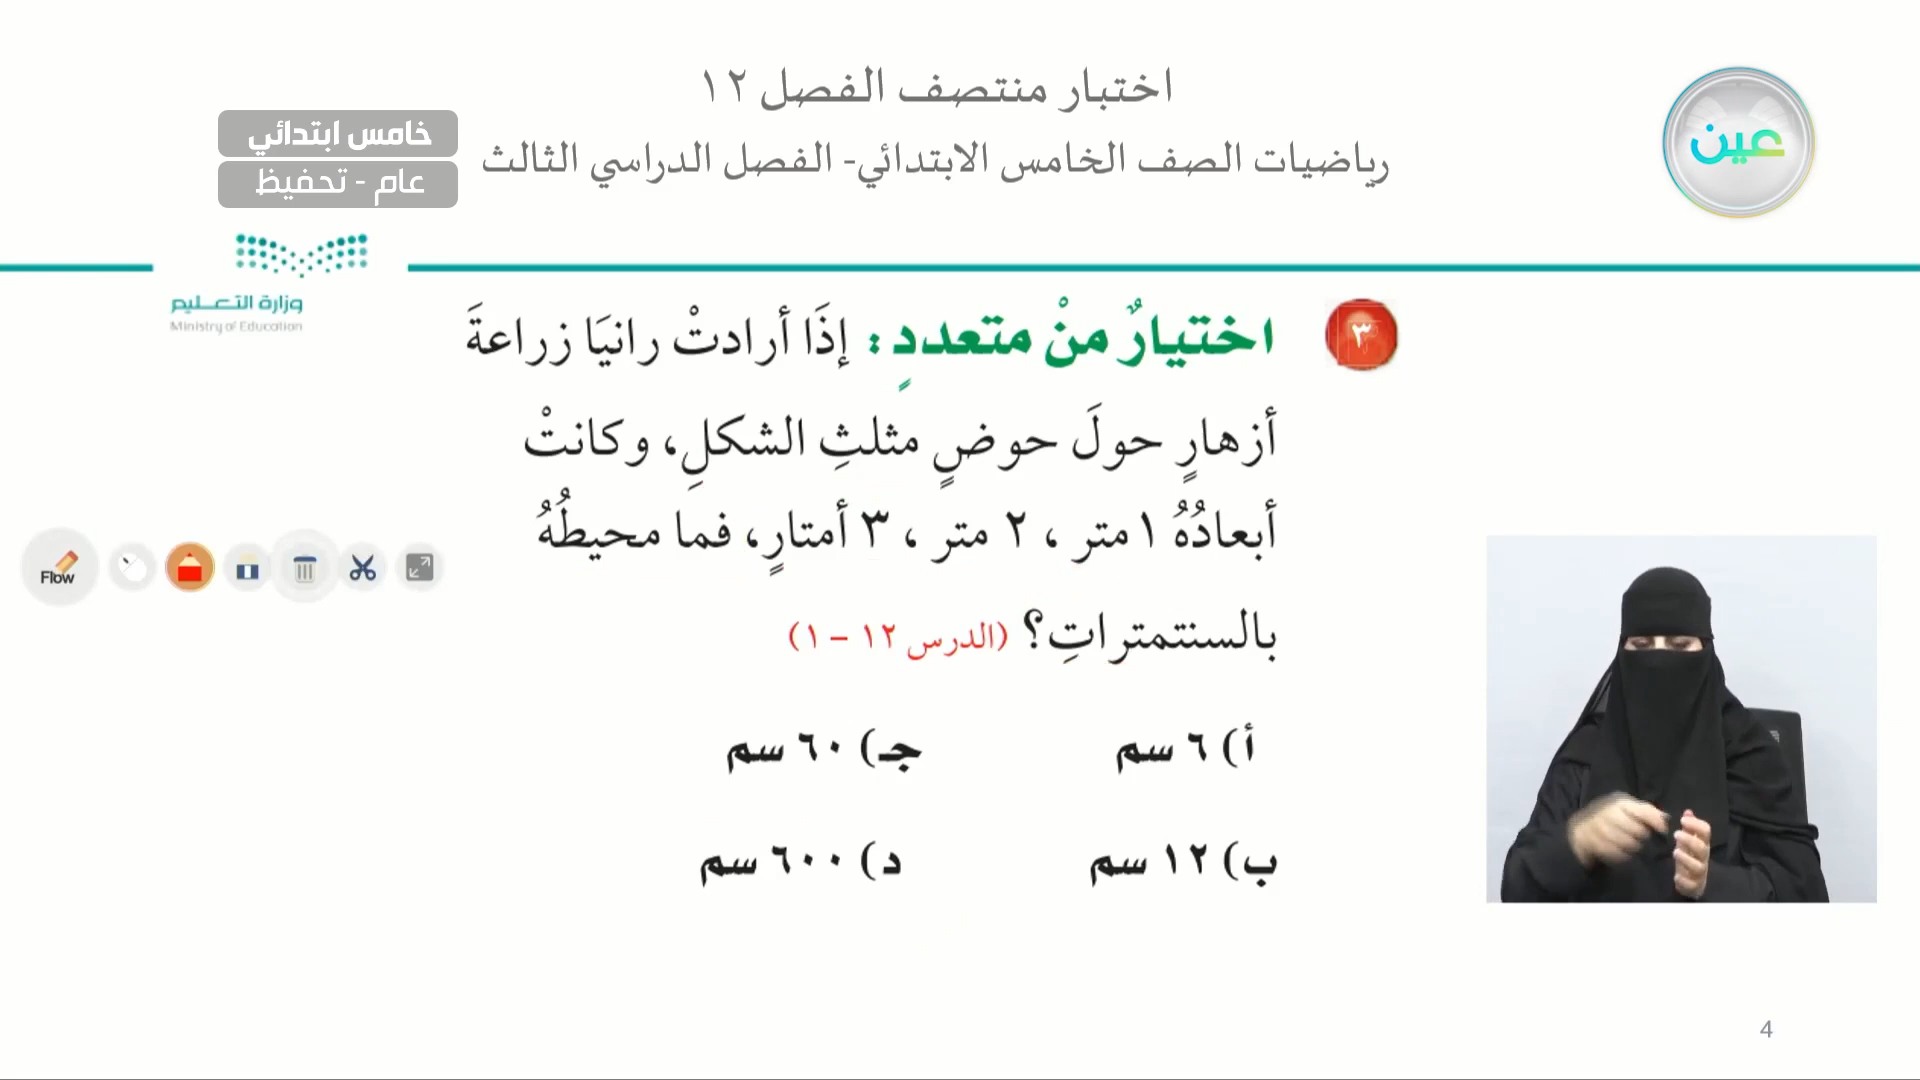 اختبار منتصف الفصل ١٢
رياضيات الصف الخامس الابتدائي- الفصل الدراسي الثالث
خامس ابتدائي
عام - تحفيظ
عين
وزارة التعليم
Ministry of Education
٣ اختيارٌ منْ متعددٍ: إذَا أرادتْ رانيَا زراعةَ
أزهارٍ حولَ حوضٍ مثلثِ الشكلِ، وكانتْ
أبعادُهُ ١ متر ، ٢ متر ، ٣ أمتارٍ، فما محيطُهُ
بالسنتمتراتِ؟ (الدرس ١٢ – ١)
أ) ٦ سم
جـ) ٦٠ سم
ب) ١٢ سم
د) ٦٠٠ سم
Flow
4